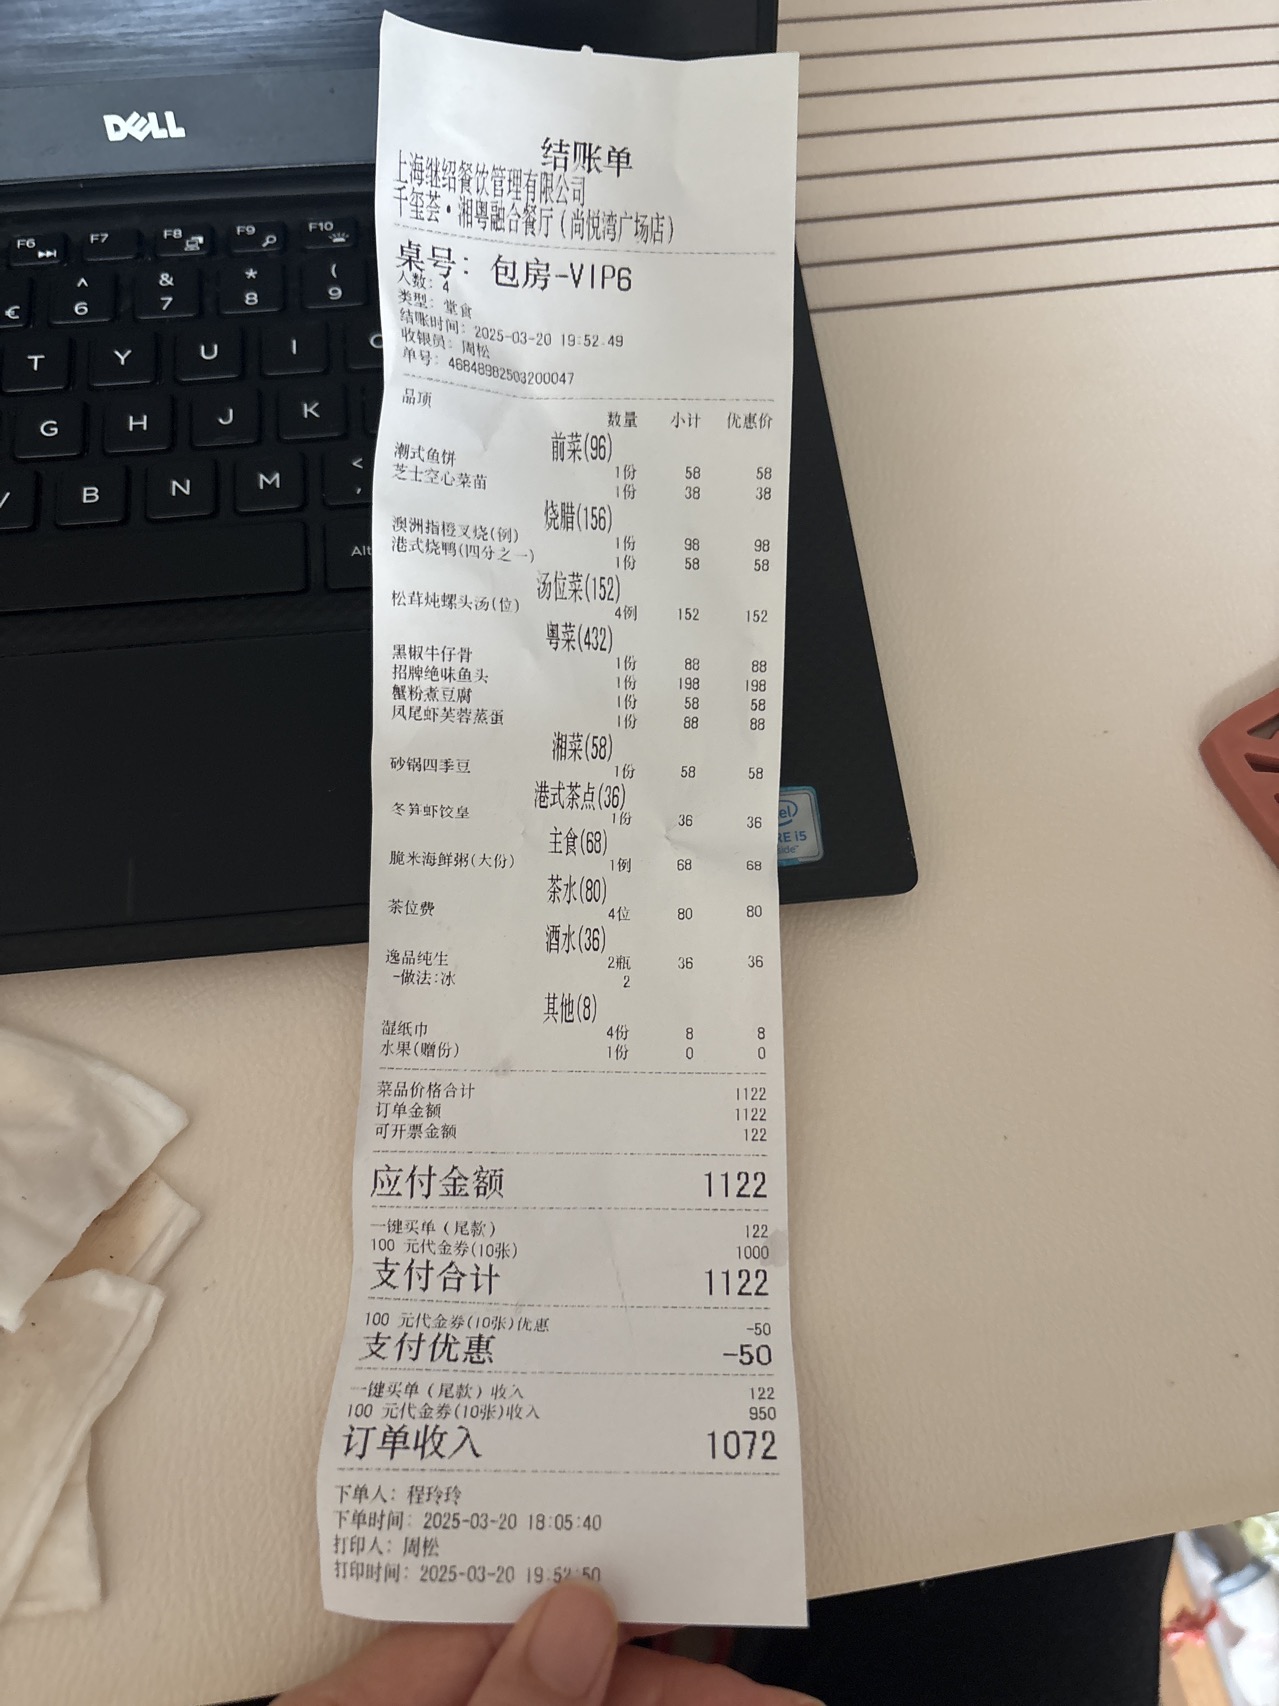 DELL
F6
F7
F8
F9
F10
€
^
6
&
7
*
8
(
9
T
Y
U
I
G
H
J
K
B
N
M
<
,
Alt
结账单
上海继绍餐饮管理有限公司
千玺荟·湘粤融合餐厅(尚悦湾广场店)
桌号: 包房-VIP6
人数: 4
类型: 堂食
结账时间: 2025-03-20 19:52:49
收银员: 周松
单号: 46848982503200047
品项 数量 小计 优惠价
前菜(96)
潮式鱼饼 1份 58 58
芝士空心菜苗 1份 38 38
烧腊(156)
澳洲指橙叉烧(例) 1份 98 98
港式烧鸭(四分之一) 1份 58 58
汤位菜(152)
松茸炖螺头汤(位) 4例 152 152
粤菜(432)
黑椒牛仔骨 1份 88 88
招牌绝味鱼头 1份 198 198
蟹粉煮豆腐 1份 58 58
凤尾虾芙蓉蒸蛋 1份 88 88
湘菜(58)
砂锅四季豆 1份 58 58
港式茶点(36)
冬笋虾饺皇 1份 36 36
主食(68)
脆米海鲜粥(大份) 1例 68 68
茶水(80)
茶位费 4位 80 80
酒水(36)
逸品纯生 2瓶 36 36
-做法:冰 2
其他(8)
湿纸巾 4份 8 8
水果(赠份) 1份 0 0
菜品价格合计 1122
订单金额 1122
可开票金额 122
应付金额 1122
一键买单(尾款) 122
100 元代金券(10张) 1000
支付合计 1122
100 元代金券(10张)优惠 -50
支付优惠 -50
一键买单(尾款)收入 122
100 元代金券(10张)收入 950
订单收入 1072
下单人: 程玲玲
下单时间: 2025-03-20 18:05:40
打印人: 周松
打印时间: 2025-03-20 19:52:50